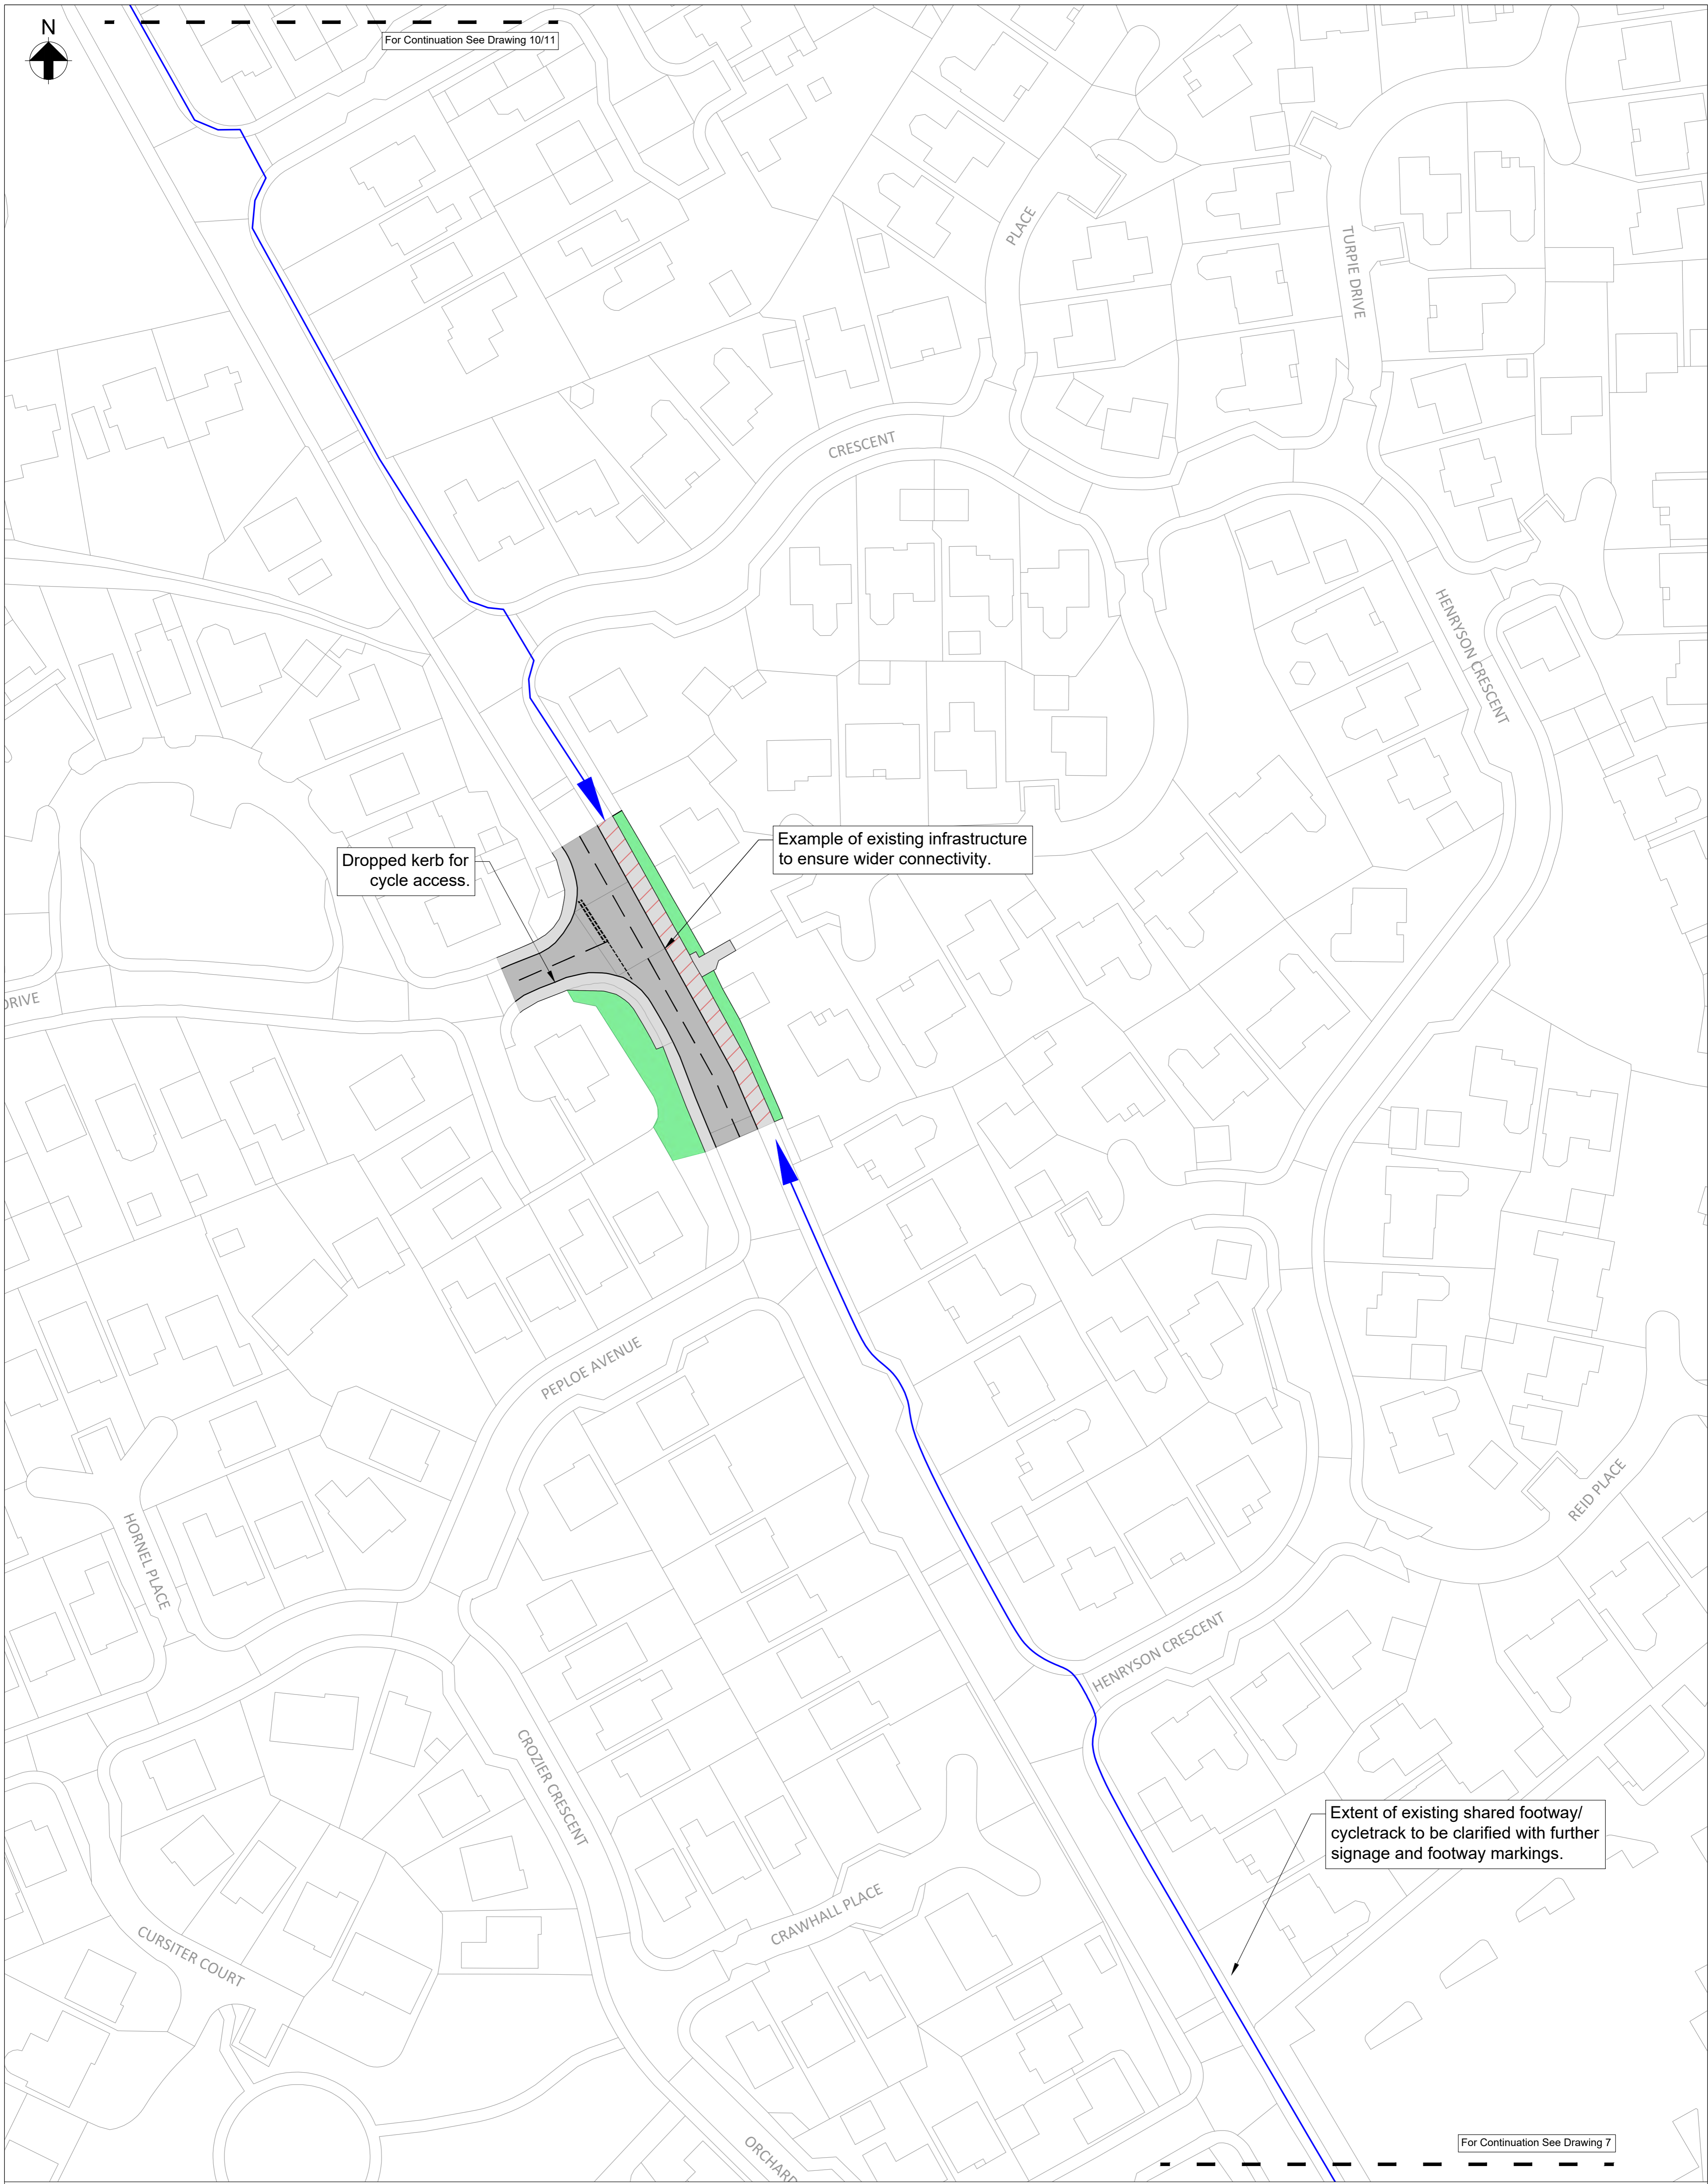 N
For Continuation See Drawing 10/11
PLACE
TURPIE DRIVE
CRESCENT
HENRYSON CRESCENT
Example of existing infrastructure
to ensure wider connectivity.
Dropped kerb for
cycle access.
DRIVE
PEPLOE AVENUE
HORNEL PLACE
REID PLACE
HENRYSON CRESCENT
CROZIER CRESCENT
Extent of existing shared footway/
cycletrack to be clarified with further
signage and footway markings.
CRAWHALL PLACE
CURSITER COURT
ORCHARD
For Continuation See Drawing 7